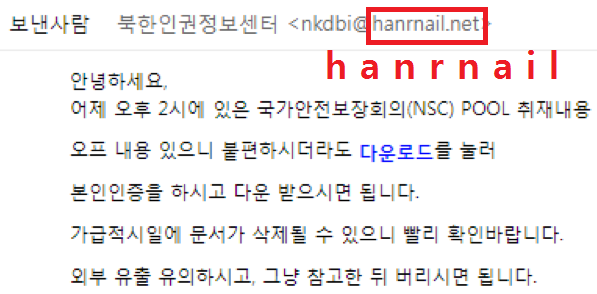 보낸사람 북한인권정보센터 <nkdbi@hanrnail.net>
hanrnail
안녕하세요,
어제 오후 2시에 있은 국가안전보장회의(NSC) POOL 취재내용
오프 내용 있으니 불편하시더라도 다운로드를 눌러
본인인증을 하시고 다운 받으시면 됩니다.
가급적시일에 문서가 삭제될 수 있으니 빨리 확인바랍니다.
외부 유출 유의하시고, 그냥 참고한 뒤 버리시면 됩니다.